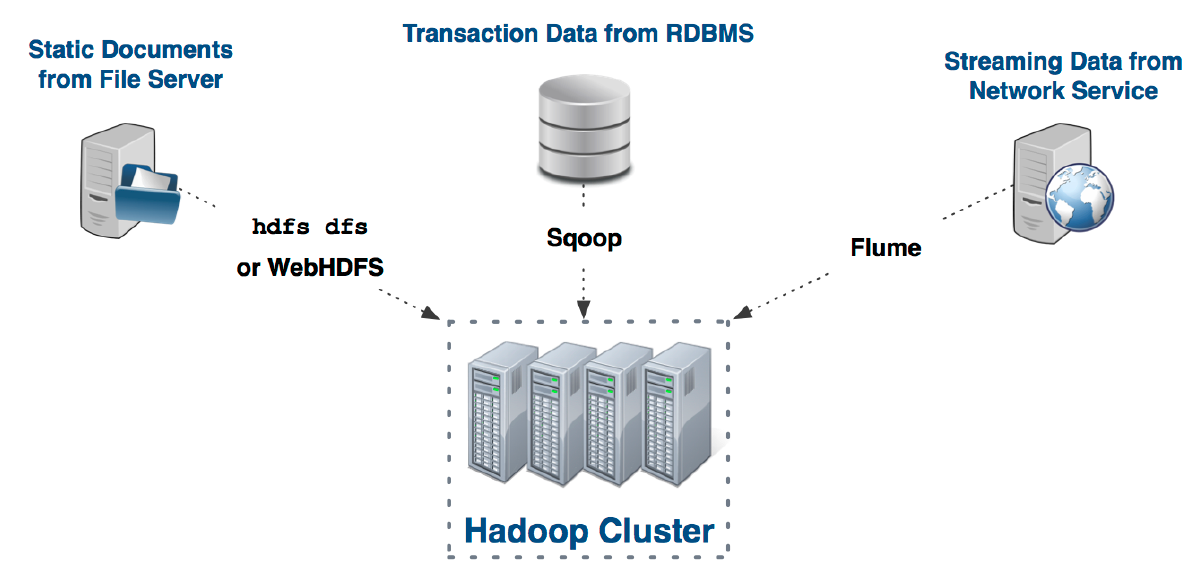 Static Documents
from File Server
Transaction Data from RDBMS
Streaming Data from
Network Service
hdfs dfs
or WebHDFS
Sqoop
Flume
Hadoop Cluster